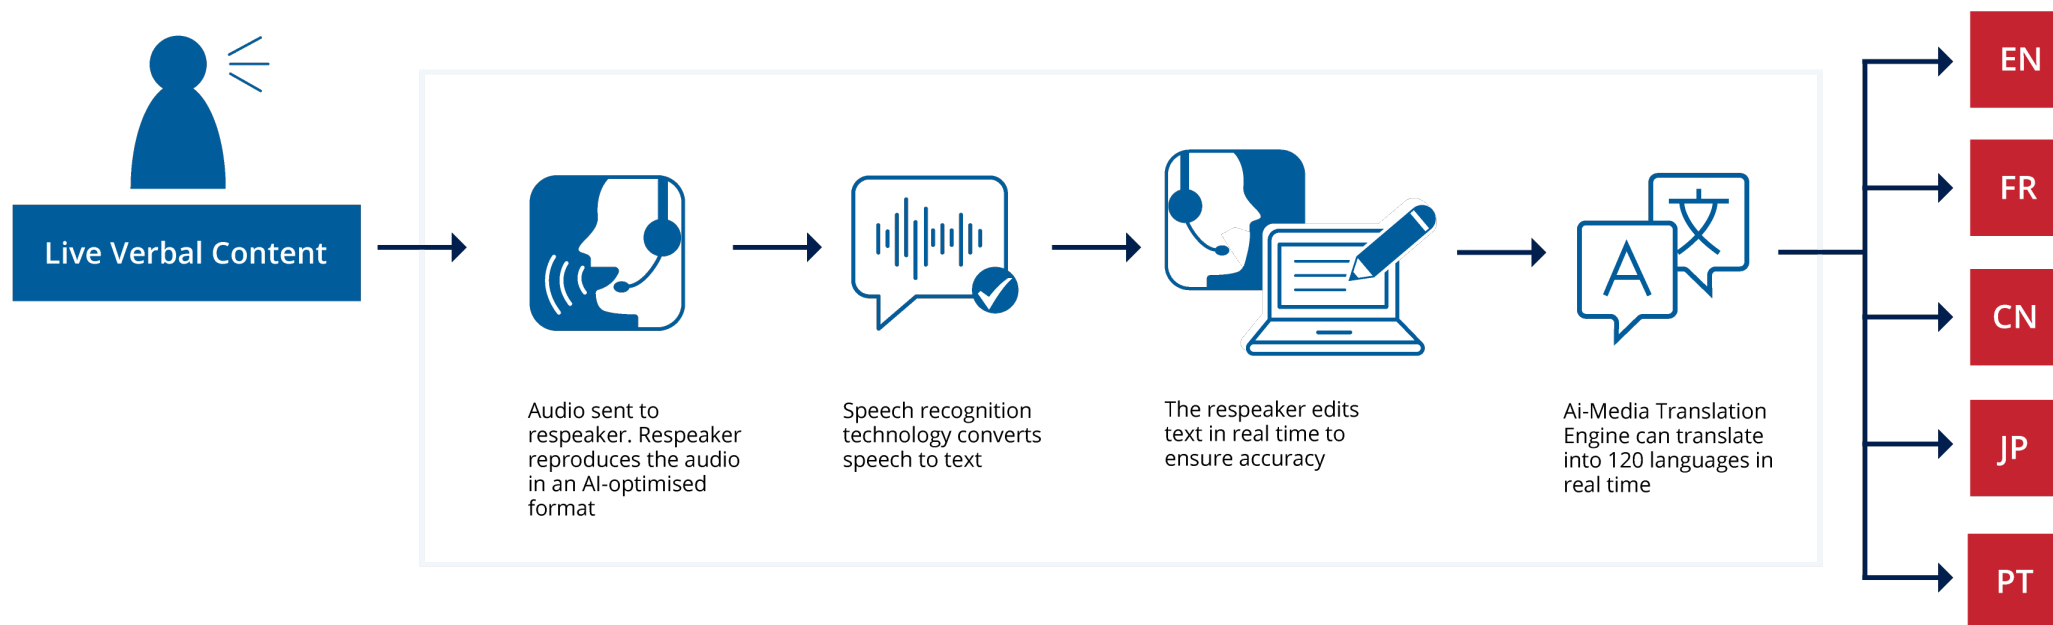 Live Verbal Content
Audio sent to
respeaker. Respeaker
reproduces the audio
in an AI-optimised
format
Speech recognition
technology converts
speech to text
The respeaker edits
text in real time to
ensure accuracy
A
文
Ai-Media Translation
Engine can translate
into 120 languages in
real time
EN
FR
CN
JP
PT